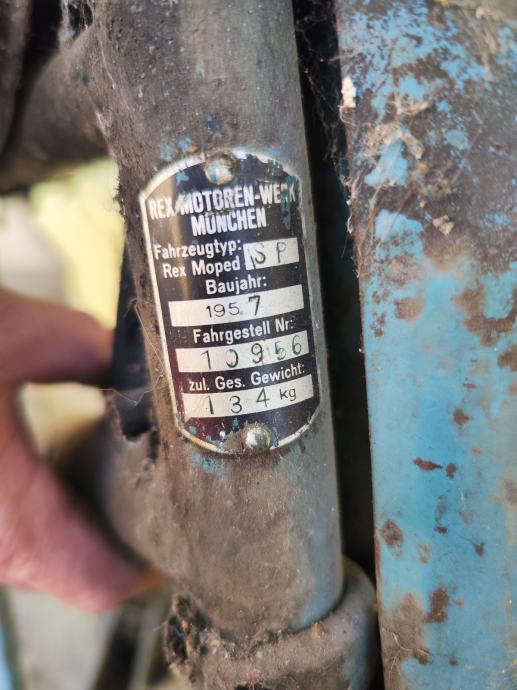 REX-MOTOREN-WERK
MÜNCHEN
Fahrzeugtyp:
Rex Moped SP
Baujahr:
1957
Fahrgestell Nr:
10956
zul. Ges. Gewicht:
134 kg